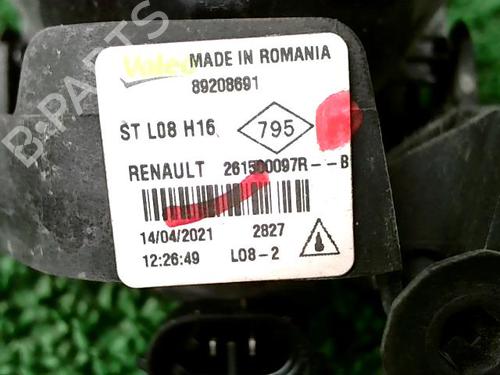 Valeo MADE IN ROMANIA
89208691
ST L08 H16 795
RENAULT 261500097R--B
14/04/2021 2827
12:26:49 L08-2
B-PARTS